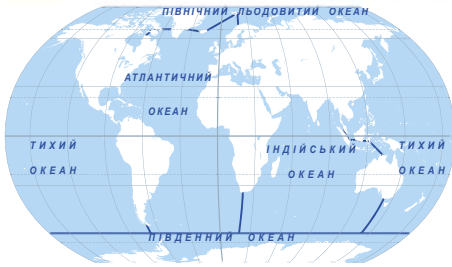 ПІВНІЧНИЙ ЛЬОДОВИТИЙ ОКЕАН
АТЛАНТИЧНИЙ
ОКЕАН
ТИХИЙ
ОКЕАН
ІНДІЙСЬКИЙ
ОКЕАН
ТИХИЙ
ОКЕАН
ПІВДЕННИЙ ОКЕАН